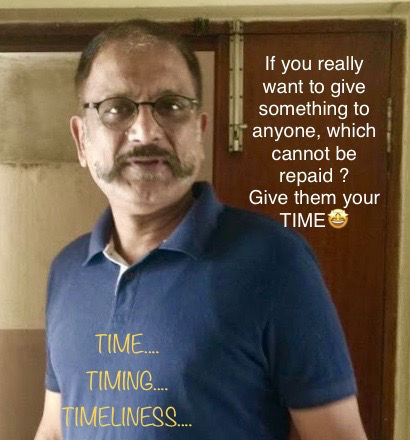 If you really
want to give
something to
anyone, which
cannot be
repaid ?
Give them your
TIME🤩
TIME....
TIMING....
TIMELINESS....